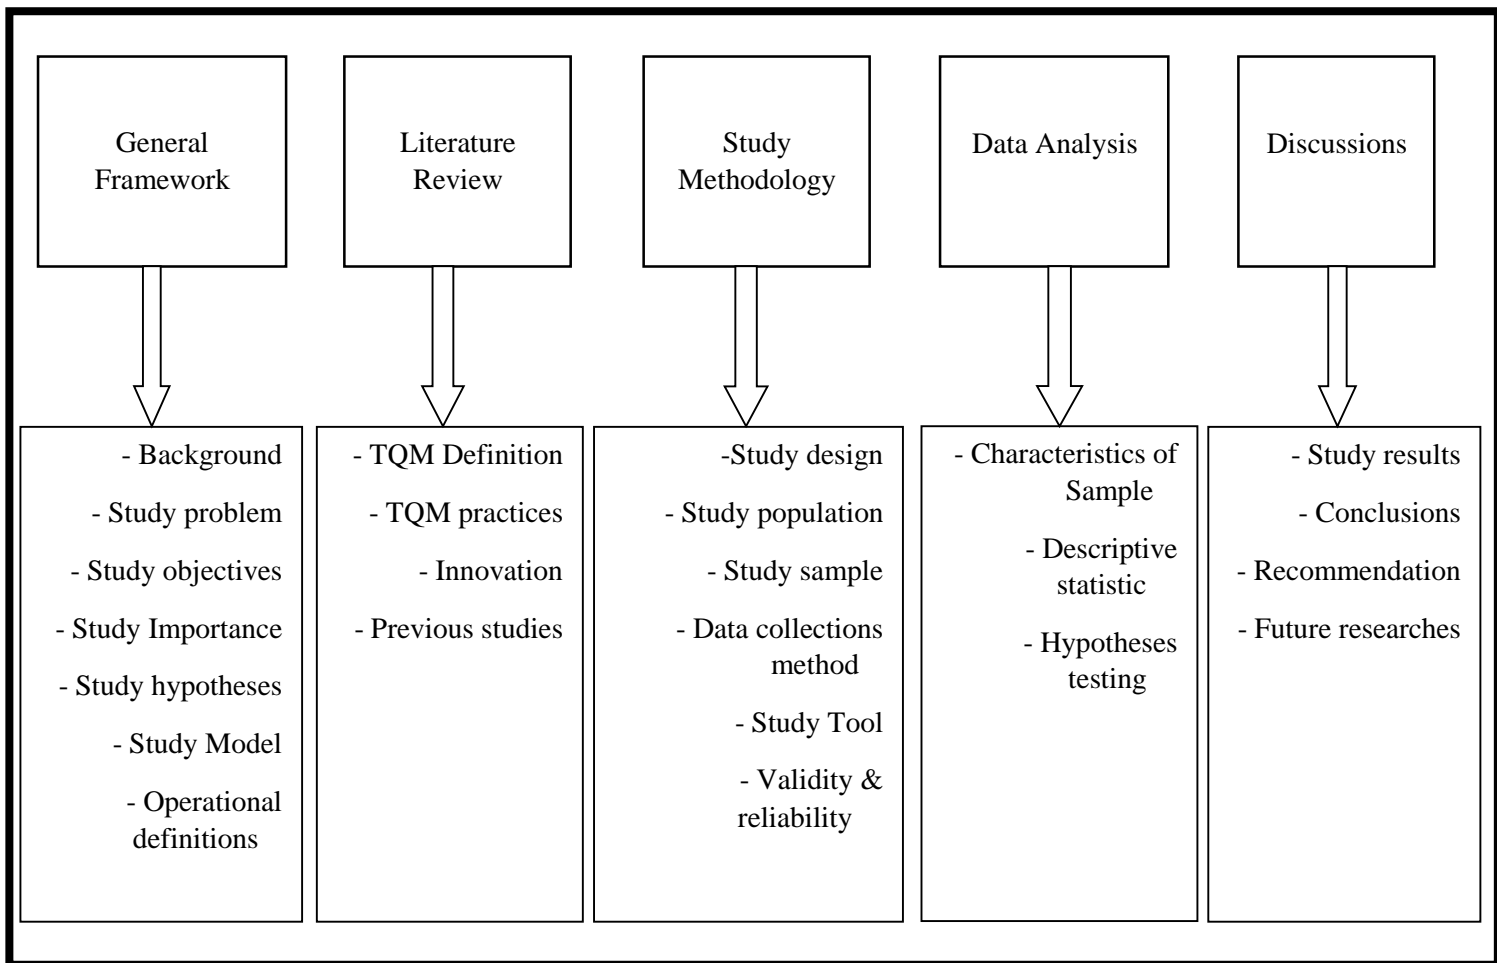 General
Framework
Literature
Review
Study
Methodology
Data Analysis
Discussions
- Background
- Study problem
- Study objectives
- Study Importance
- Study hypotheses
- Study Model
- Operational
definitions
- TQM Definition
- TQM practices
- Innovation
- Previous studies
-Study design
- Study population
- Study sample
- Data collections
method
- Study Tool
- Validity &
reliability
- Characteristics of
Sample
- Descriptive
statistic
- Hypotheses
testing
- Study results
- Conclusions
- Recommendation
- Future researches